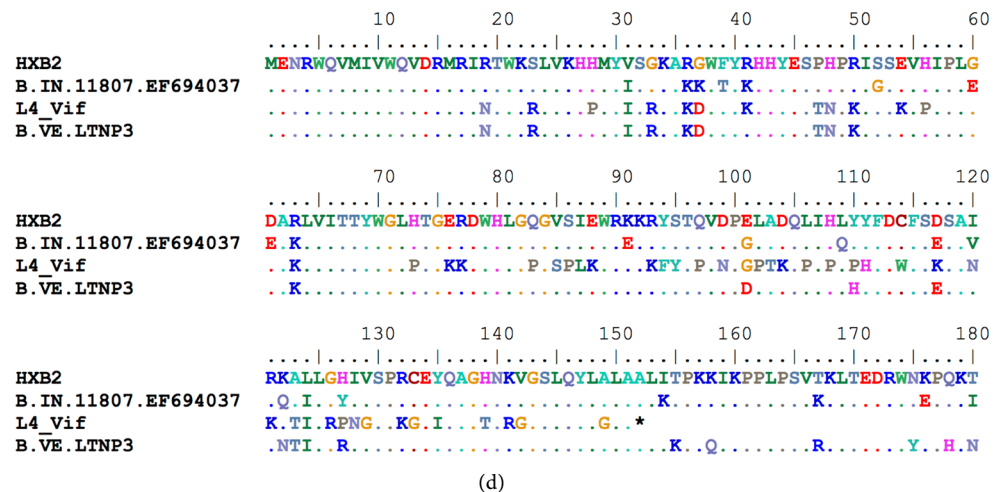 10 20 30 40 50 60
....|....|....|....|....|....|....|....|....|....|....|....|
HXB2 MENRWQVMIVWQVDRMRIRTWKSLVKHHMYVSGKARGWFYRHHYESPHPRISSEVHIPLG
B.IN.11807.EF694037 ..............................I....KK.T.K..........G.......E
L4_Vif ..................N...R....P..I.R..KD...K.....TN.K...K.P....
B.VE.LTNP3 ..................N...R.......I.R..KD.........TN.K..........
70 80 90 100 110 120
....|....|....|....|....|....|....|....|....|....|....|....|
HXB2 DARLVITTYWGLHTGERDWHLGQGVSIEWRKKRYSTQVDPELADQLIHLYYFDCFSDSAI
B.IN.11807.EF694037 E.K...........................E.........G.......Q.......E..V
L4_Vif ..K.........P..KK.....P.SPLK....KFY.P.N.GPTK.P.P.PH..W..K..N
B.VE.LTNP3 ..K.....................................D........H......E...
130 140 150 160 170 180
....|....|....|....|....|....|....|....|....|....|....|....|
HXB2 RKALLGHIVSPRCEYQAGHNKVGSLQYLALAALITPKKIKPPLPSVTKLTEDRWNKPQKT
B.IN.11807.EF694037 .Q.I..Y..........................K............K........E...I
L4_Vif K.TI.RPNG..KG.I...T.RG......G..*
B.VE.LTNP3 .NTI..R...........................K..Q........R.......Y..H.N
(d)